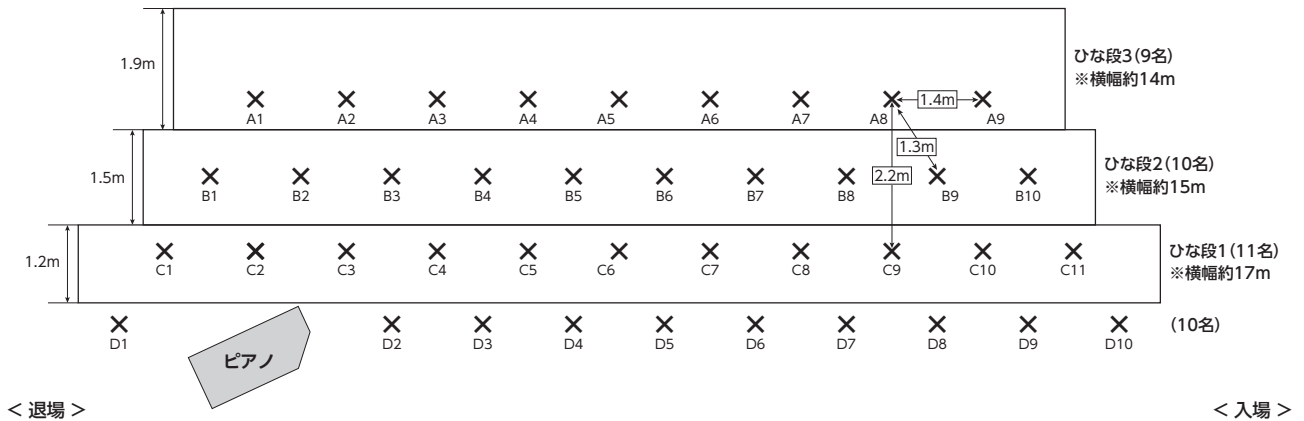 1.9m
ひな段3(9名)
※横幅約14m
1.4m
A1 A2 A3 A4 A5 A6 A7 A8 A9
1.3m
1.5m
2.2m
ひな段2(10名)
※横幅約15m
B1 B2 B3 B4 B5 B6 B7 B8 B9 B10
1.2m
ひな段1(11名)
※横幅約17m
C1 C2 C3 C4 C5 C6 C7 C8 C9 C10 C11
(10名)
D1 D2 D3 D4 D5 D6 D7 D8 D9 D10
ピアノ
＜ 退場 ＞
＜ 入場 ＞